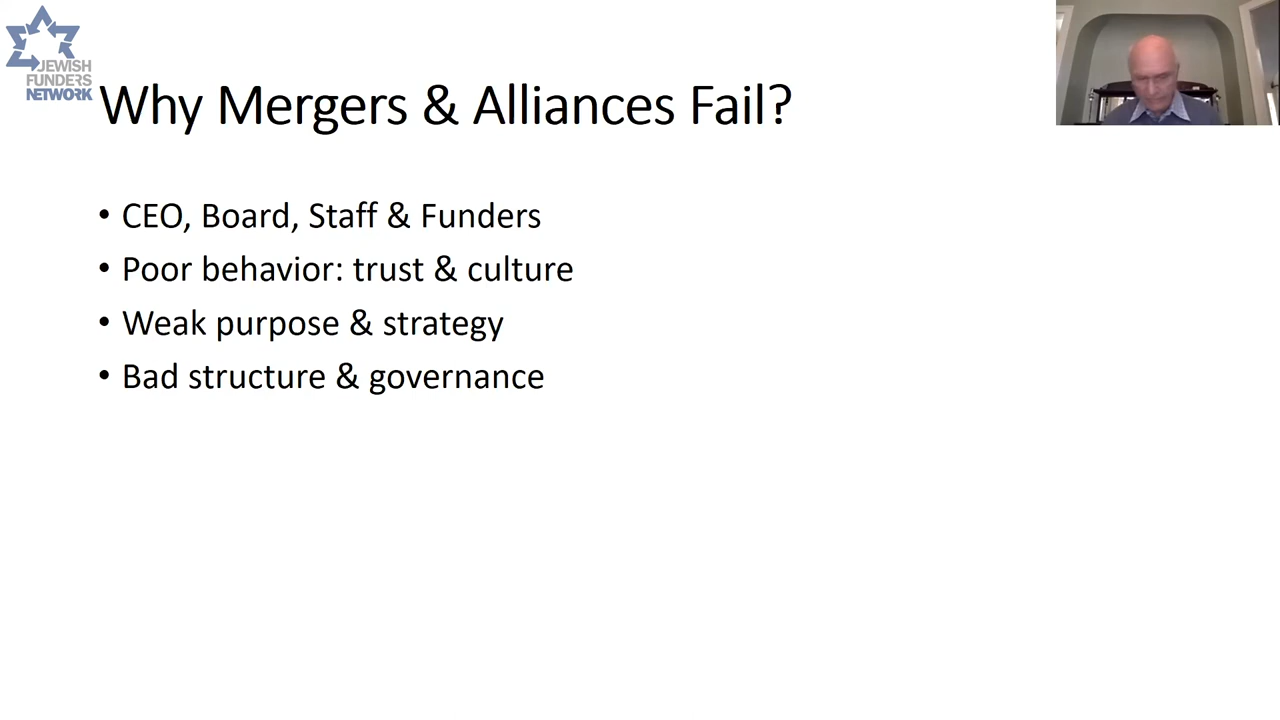 JEWISH
FUNDERS
NETWORK
Why Mergers & Alliances Fail?
• CEO, Board, Staff & Funders
• Poor behavior: trust & culture
• Weak purpose & strategy
• Bad structure & governance